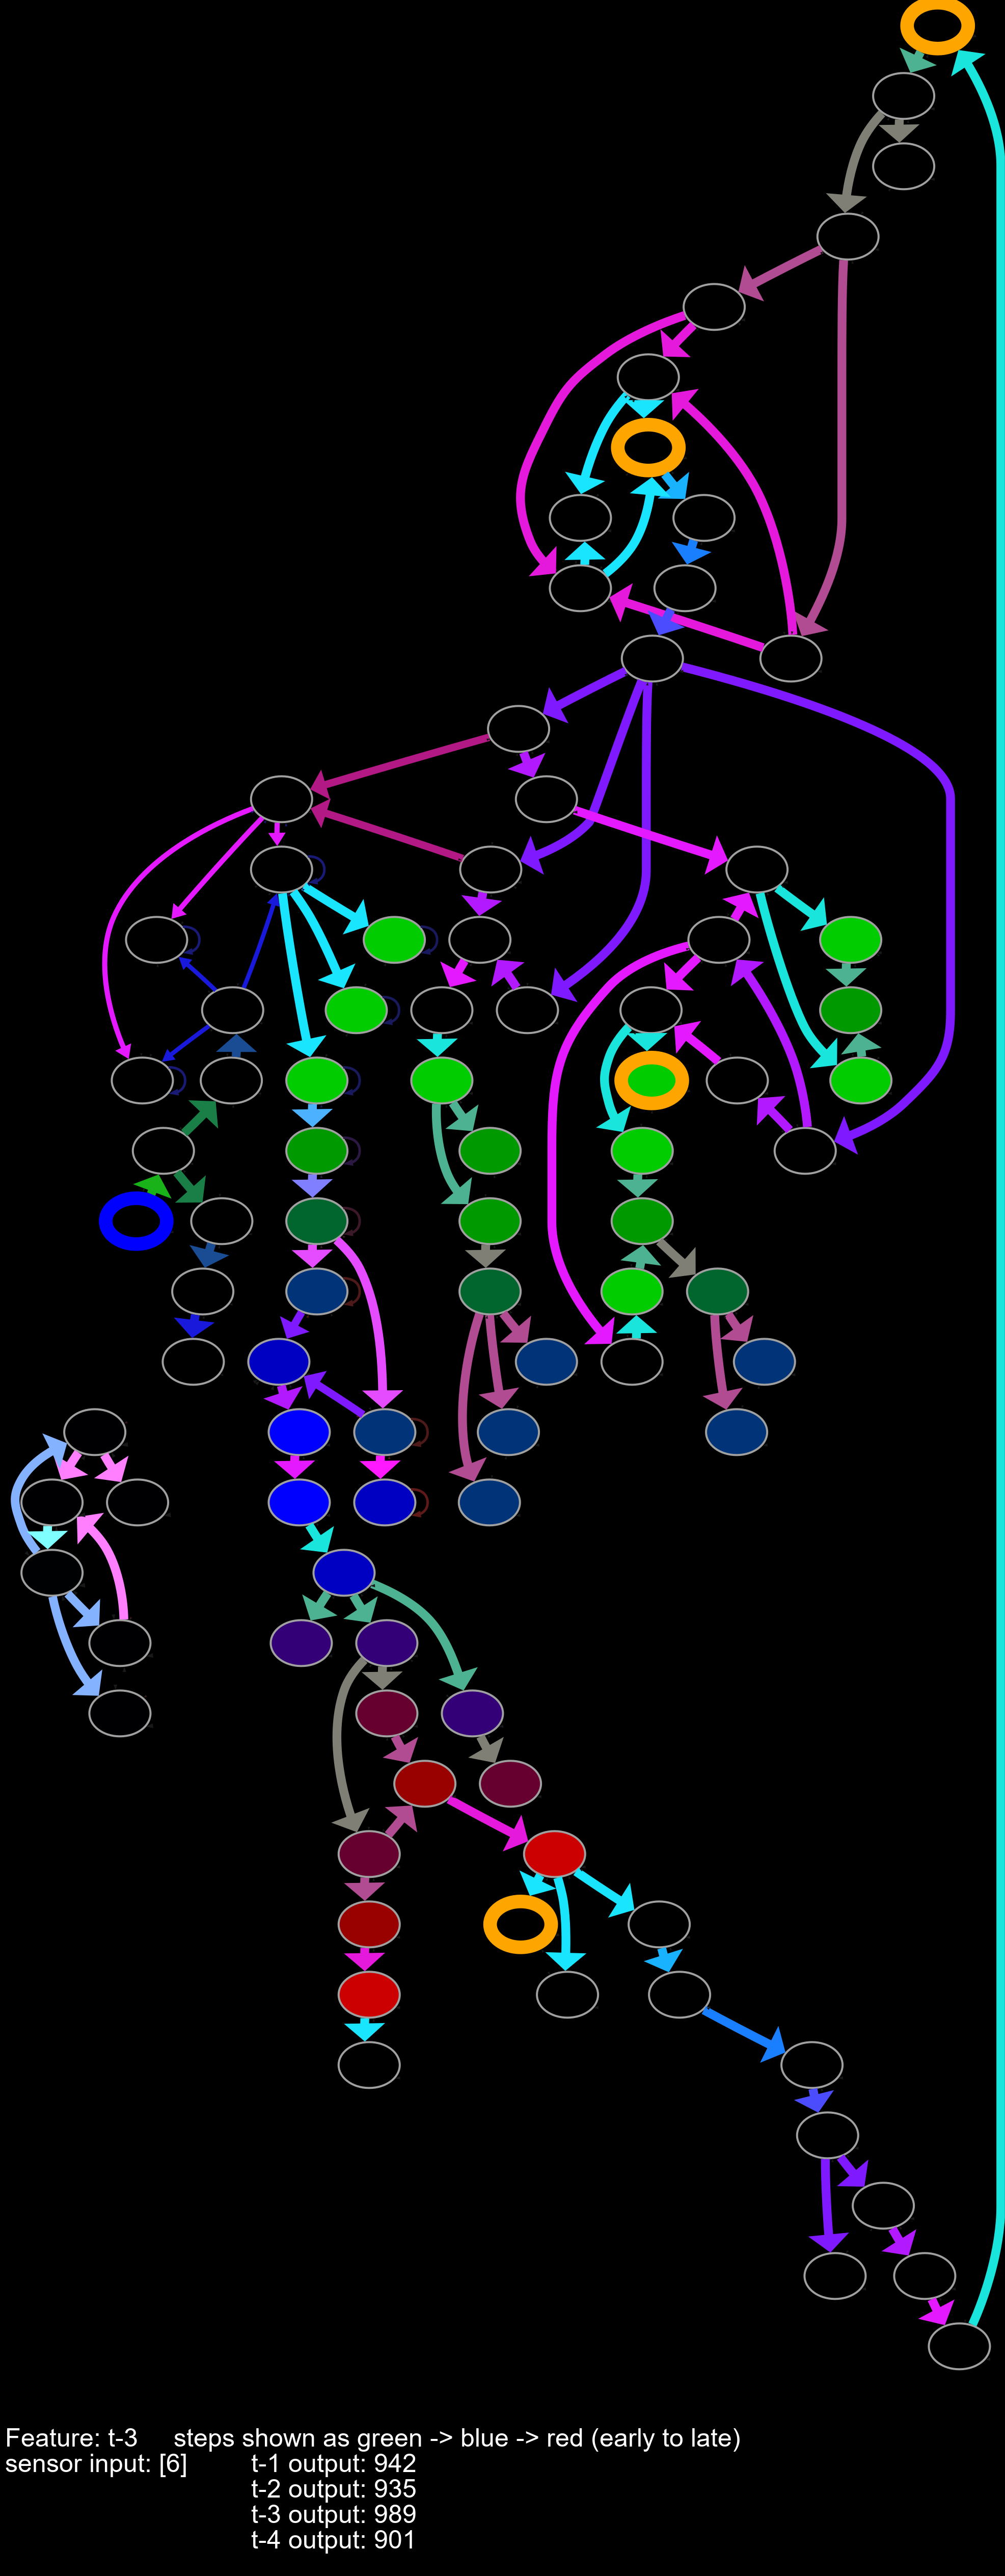 Feature: t-3 steps shown as green -> blue -> red (early to late)
sensor input: [6] t-1 output: 942
t-2 output: 935
t-3 output: 989
t-4 output: 901